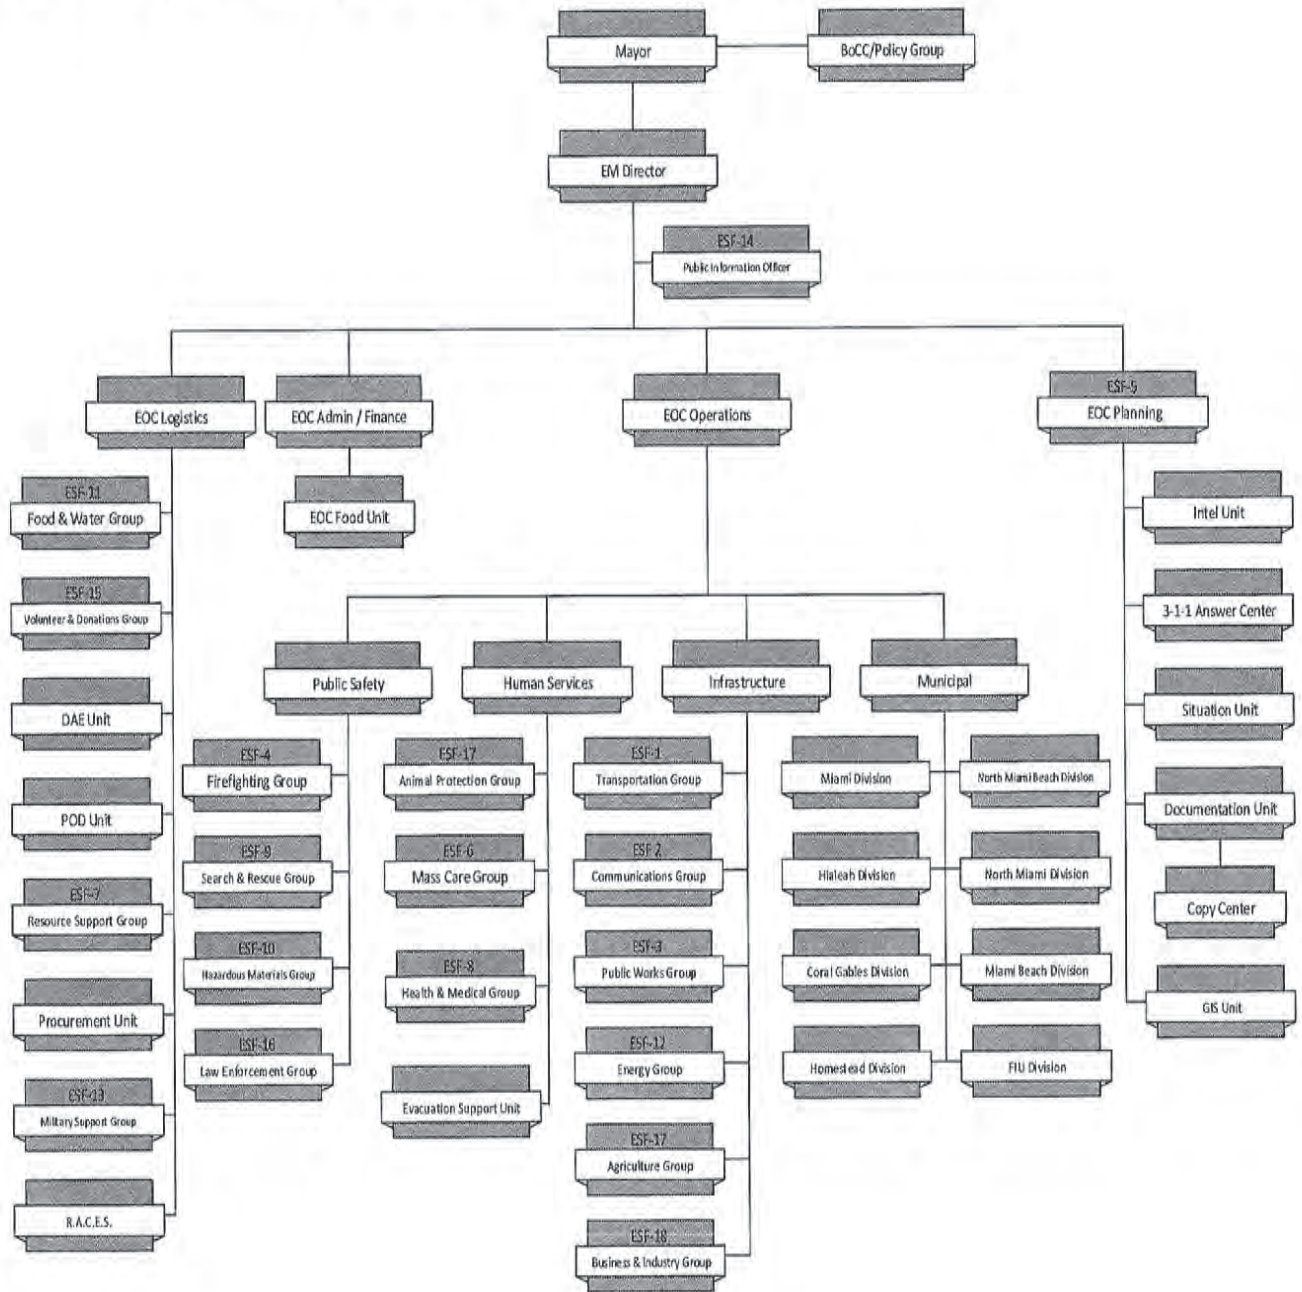 Mayor
BoCC/Policy Group
EM Director
ESF-14
Public Information Officer
EOC Logistics
EOC Admin / Finance
EOC Operations
ESF-5
EOC Planning
ESF-11
Food & Water Group
ESF-15
Volunteer & Donations Group
DAE Unit
POD Unit
ESF-7
Resource Support Group
Procurement Unit
ESF-13
Military Support Group
R.A.C.E.S.
EOC Food Unit
Public Safety
ESF-4
Firefighting Group
ESF-9
Search & Rescue Group
ESF-10
Hazardous Materials Group
ESF-16
Law Enforcement Group
Human Services
ESF-17
Animal Protection Group
ESF-6
Mass Care Group
ESF-8
Health & Medical Group
Evacuation Support Unit
Infrastructure
ESF-1
Transportation Group
ESF 2
Communications Group
ESF-3
Public Works Group
ESF-12
Energy Group
ESF-17
Agriculture Group
ESF-18
Business & Industry Group
Municipal
Miami Division
North Miami Beach Division
Hialeah Division
North Miami Division
Coral Gables Division
Miami Beach Division
Homestead Division
FIU Division
Intel Unit
3-1-1 Answer Center
Situation Unit
Documentation Unit
Copy Center
GIS Unit